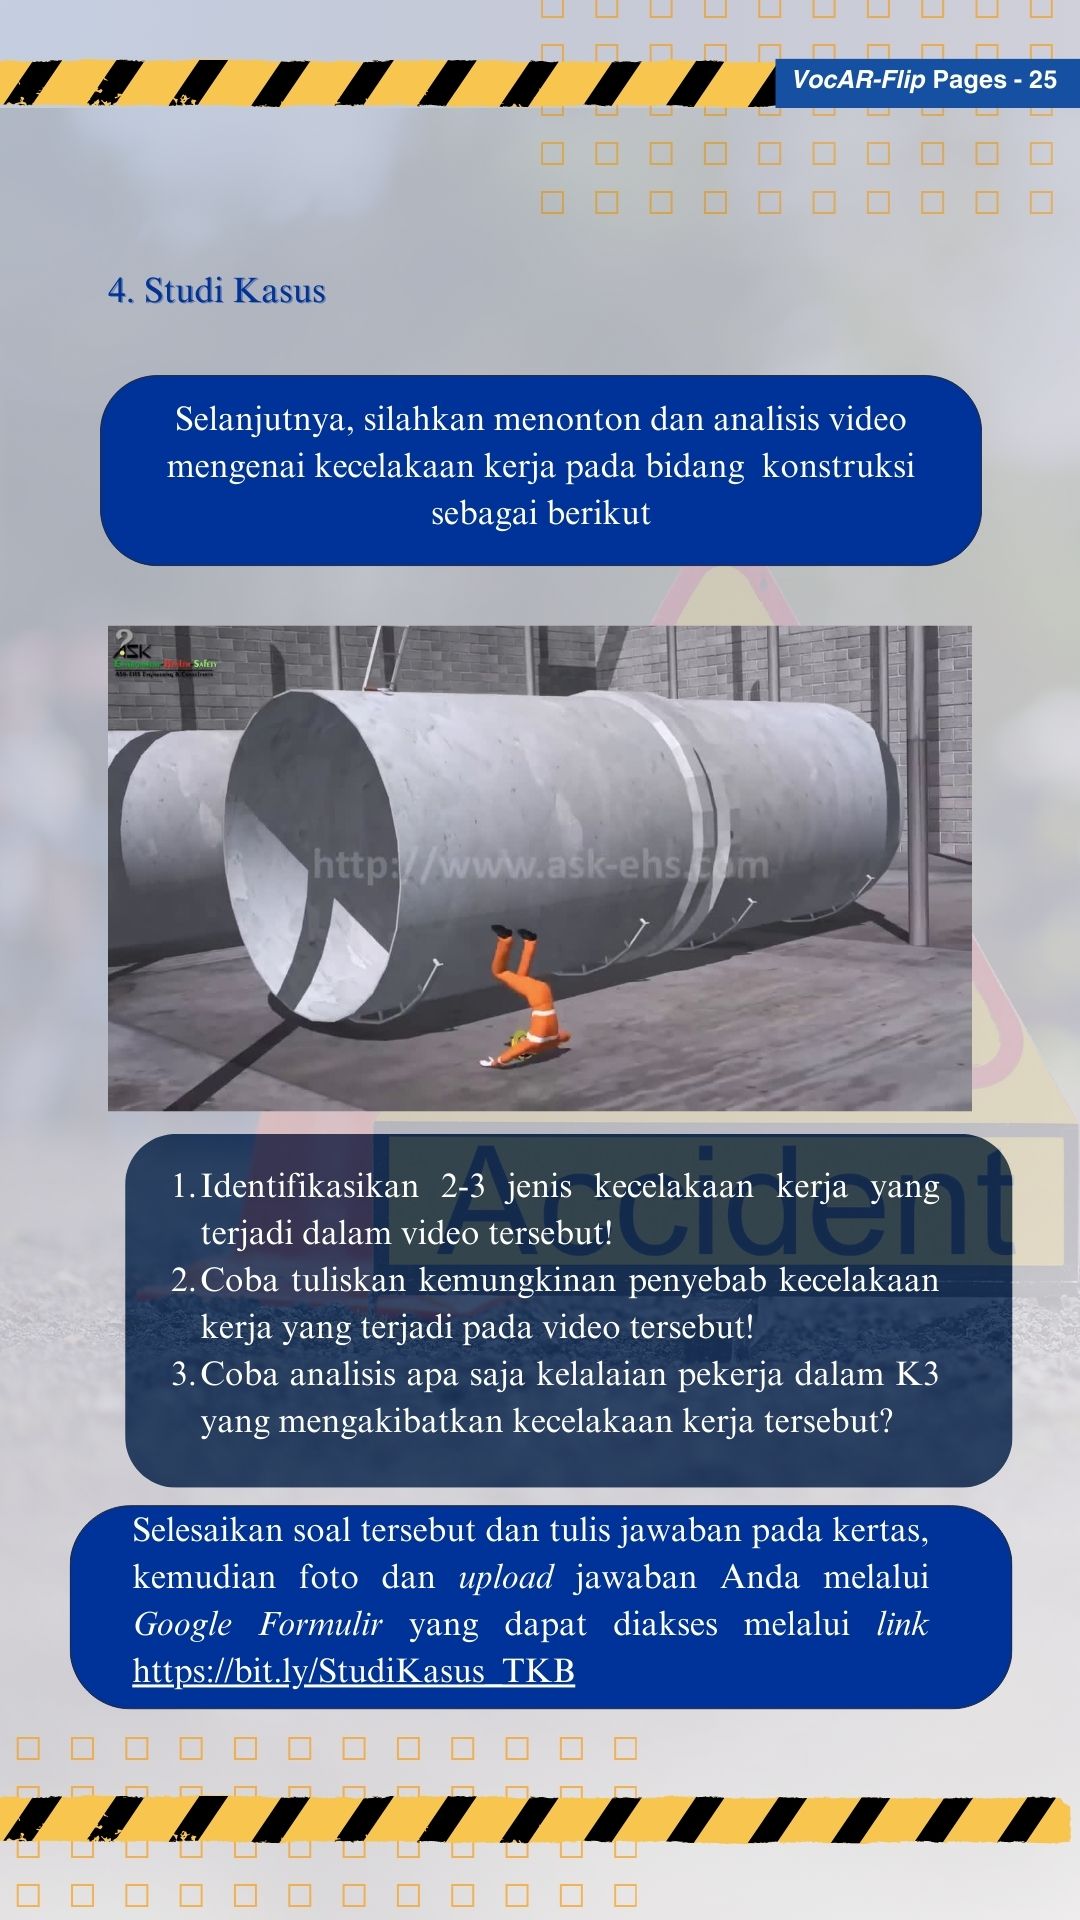 VocAR-Flip Pages - 25
4. Studi Kasus
Selanjutnya, silahkan menonton dan analisis video
mengenai kecelakaan kerja pada bidang konstruksi
sebagai berikut
ASK
ASK-EHS Engineering & Consultants
http://www.ask-ehs.com
Accident
1. Identifikasikan 2-3 jenis kecelakaan kerja yang
terjadi dalam video tersebut!
2. Coba tuliskan kemungkinan penyebab kecelakaan
kerja yang terjadi pada video tersebut!
3. Coba analisis apa saja kelalaian pekerja dalam K3
yang mengakibatkan kecelakaan kerja tersebut?
Selesaikan soal tersebut dan tulis jawaban pada kertas,
kemudian foto dan upload jawaban Anda melalui
Google Formulir yang dapat diakses melalui link
https://bit.ly/StudiKasus_TKB